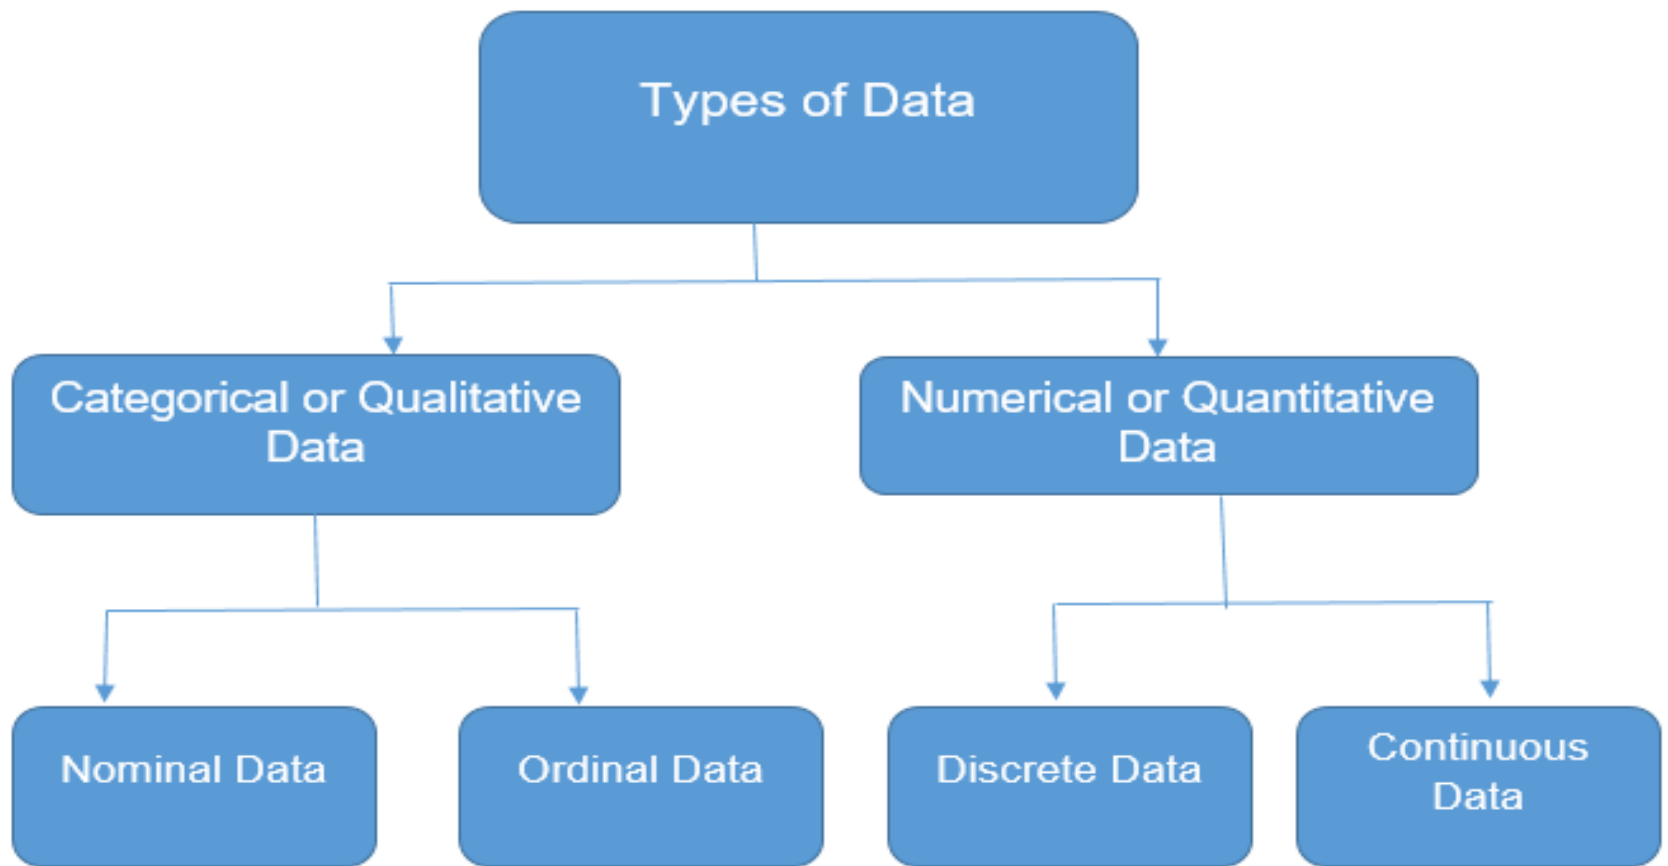 Types of Data
Categorical or Qualitative
Data
Numerical or Quantitative
Data
Nominal Data
Ordinal Data
Discrete Data
Continuous
Data